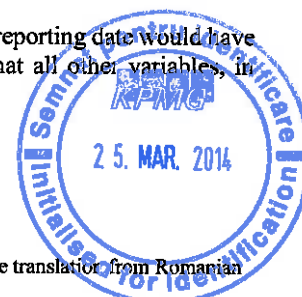 reporting date would have
that all other variables, in
Semnat pentru identificare
KPMG
25. MAR. 2014
Initialised for identification
e translation from Romanian